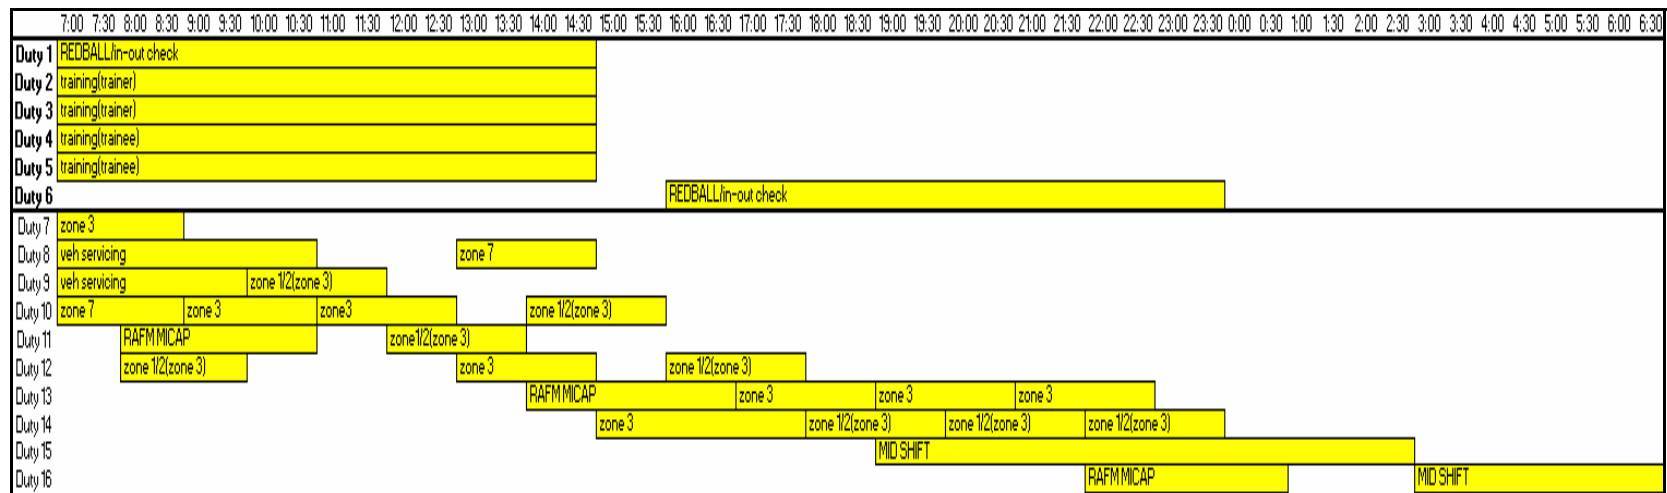 7:00 7:30 8:00 8:30 9:00 9:30 10:00 10:30 11:00 11:30 12:00 12:30 13:00 13:30 14:00 14:30 15:00 15:30 16:00 16:30 17:00 17:30 18:00 18:30 19:00 19:30 20:00 20:30 21:00 21:30 22:00 22:30 23:00 23:30 0:00 0:30 1:00 1:30 2:00 2:30 3:00 3:30 4:00 4:30 5:00 5:30 6:00 6:30
Duty 1 REDBALL/in-out check
Duty 2 training(trainer)
Duty 3 training(trainer)
Duty 4 training(trainee)
Duty 5 training(trainee)
Duty 6 REDBALL/in-out check
Duty 7 zone 3
Duty 8 veh servicing zone 7
Duty 9 veh servicing zone 1/2(zone 3)
Duty 10 zone 7 zone 3 zone3 zone 1/2(zone 3)
Duty 11 RAFM MICAP zone1/2(zone 3)
Duty 12 zone 1/2(zone 3) zone 3 zone 1/2(zone 3)
Duty 13 RAFM MICAP zone 3 zone 3 zone 3
Duty 14 zone 3 zone 1/2(zone 3) zone 1/2(zone 3) zone 1/2(zone 3)
Duty 15 MID SHIFT
Duty 16 RAFM MICAP MID SHIFT